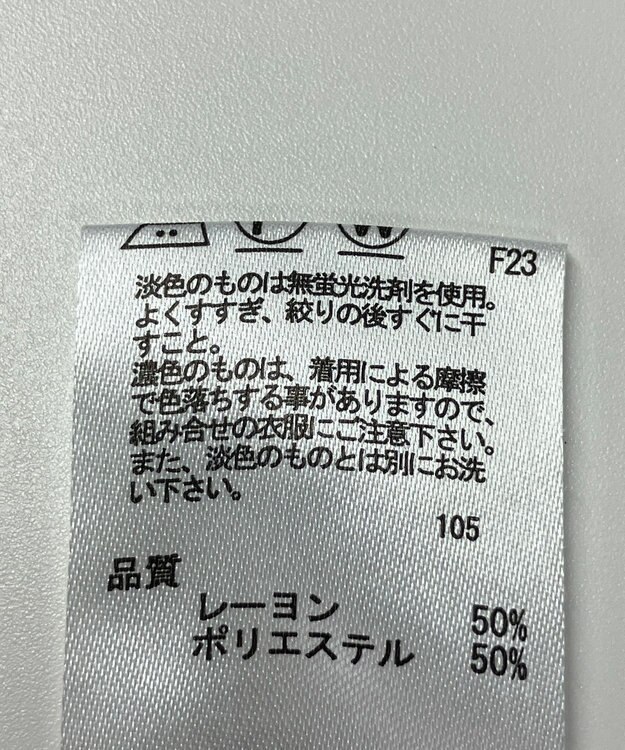 F23
淡色のものは無蛍光洗剤を使用。
よくすすぎ、絞りの後すぐに干
すこと。
濃色のものは、着用による摩擦
で色落ちする事がありますので、
組み合せの衣服にご注意下さい。
また、淡色のものとは別にお洗
い下さい。
105
品質
レーヨン 50%
ポリエステル 50%